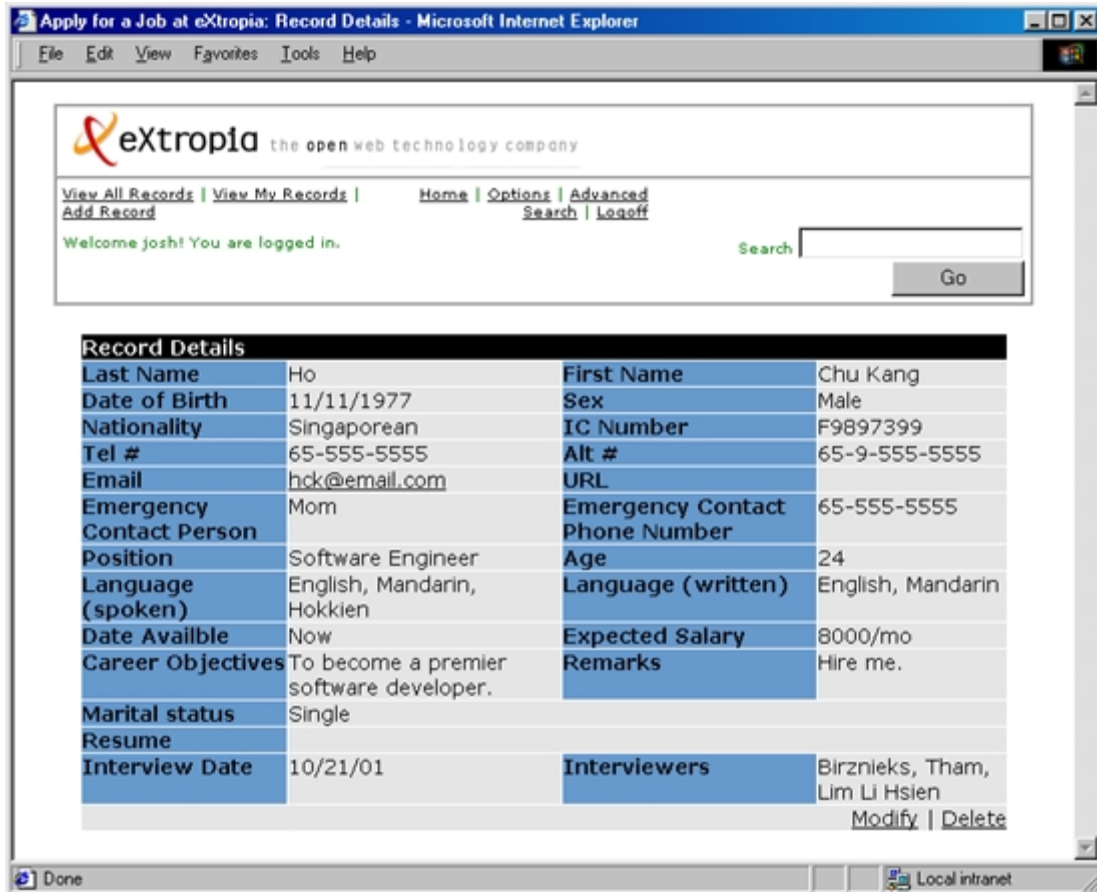 Apply for a Job at eXtropia: Record Details - Microsoft Internet Explorer
File Edit View Favorites Tools Help
eXtropia the open web technology company
View All Records | View My Records | Home | Options | Advanced
Add Record Search | Logoff
Welcome josh! You are logged in.
Search
Go
Record Details
Last Name Ho First Name Chu Kang
Date of Birth 11/11/1977 Sex Male
Nationality Singaporean IC Number F9897399
Tel # 65-555-5555 Alt # 65-9-555-5555
Email hck@email.com URL
Emergency Mom Emergency Contact 65-555-5555
Contact Person Phone Number
Position Software Engineer Age 24
Language English, Mandarin, Language (written) English, Mandarin
(spoken) Hokkien
Date Availble Now Expected Salary 8000/mo
Career Objectives To become a premier Remarks Hire me.
software developer.
Marital status Single
Resume
Interview Date 10/21/01 Interviewers Birznieks, Tham,
Lim Li Hsien
Modify | Delete
Done Local intranet